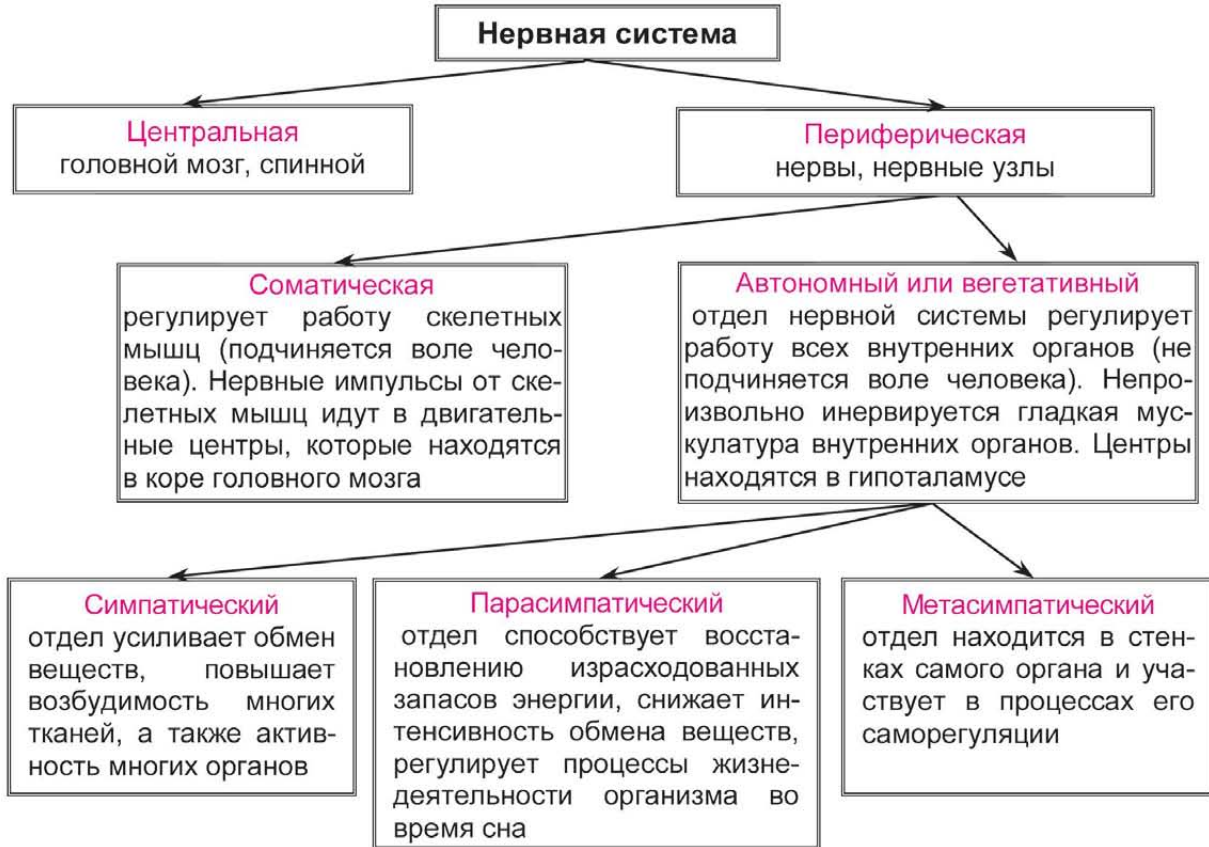 Нервная система
Центральная
головной мозг, спинной
Периферическая
нервы, нервные узлы
Соматическая
регулирует работу скелетных
мышц (подчиняется воле чело-
века). Нервные импульсы от ске-
летных мышц идут в двигатель-
ные центры, которые находятся
в коре головного мозга
Автономный или вегетативный
отдел нервной системы регулирует
работу всех внутренних органов (не
подчиняется воле человека). Непро-
извольно инервируется гладкая мус-
кулатура внутренних органов. Центры
находятся в гипоталамусе
Симпатический
отдел усиливает обмен
веществ, повышает
возбудимость многих
тканей, а также актив-
ность многих органов
Парасимпатический
отдел способствует восста-
новлению израсходованных
запасов энергии, снижает ин-
тенсивность обмена веществ,
регулирует процессы жизне-
деятельности организма во
время сна
Метасимпатический
отдел находится в стен-
ках самого органа и уча-
ствует в процессах его
саморегуляции